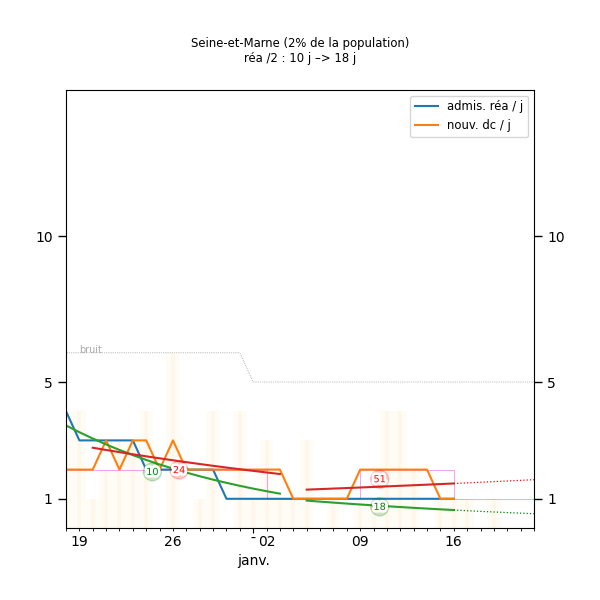 Seine-et-Marne (2% de la population)
réa /2 : 10 j –> 18 j
admis. réa / j
nouv. dc / j
10
10
bruit
5
5
10
24
51
18
1
1
19
26
02
09
16
janv.